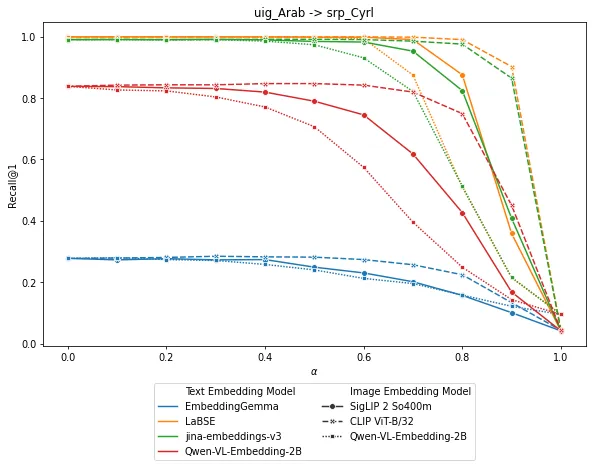 uig_Arab -> srp_Cyrl
Recall@1
1.0
0.8
0.6
0.4
0.2
0.0
0.0 0.2 0.4 0.6 0.8 1.0
α
Text Embedding Model
EmbeddingGemma
LaBSE
jina-embeddings-v3
Qwen-VL-Embedding-2B
Image Embedding Model
SigLIP 2 So400m
CLIP ViT-B/32
Qwen-VL-Embedding-2B